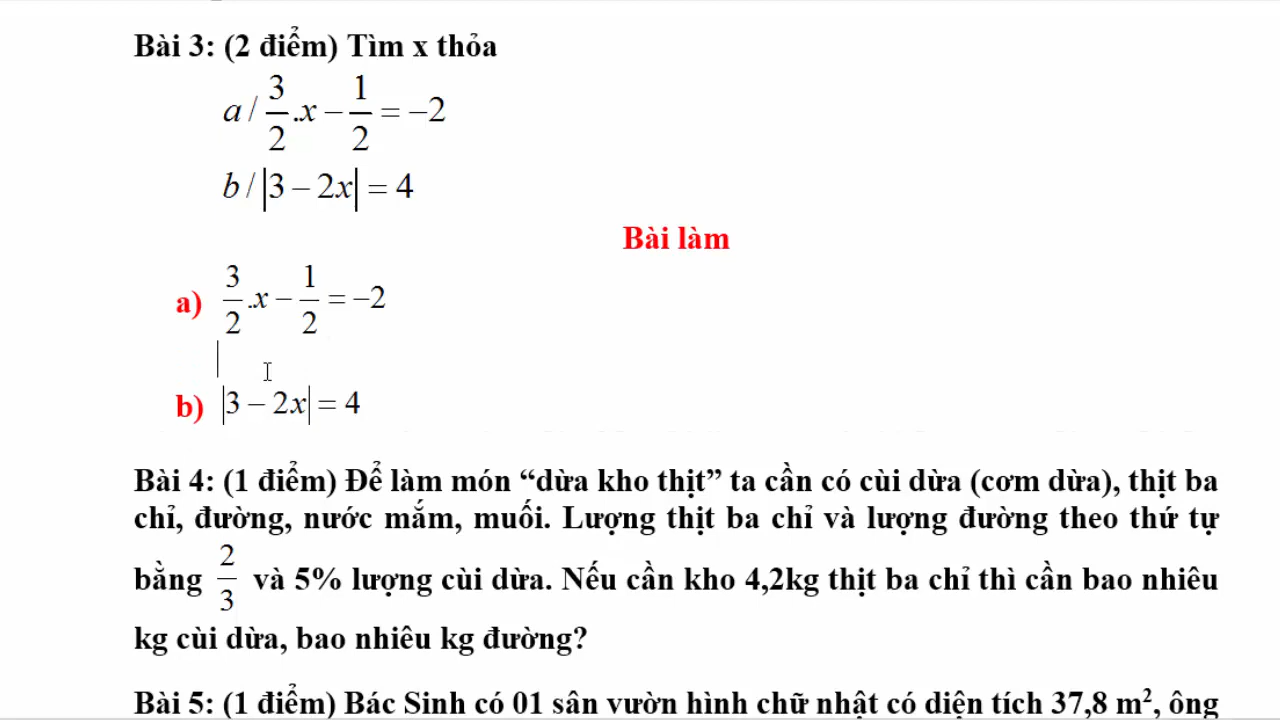 Bài 3: (2 điểm) Tìm x thỏa
a / 3/2 .x − 1/2 = −2
b / |3 − 2x| = 4
Bài làm
a) 3/2 .x − 1/2 = −2
b) |3 − 2x| = 4
Bài 4: (1 điểm) Để làm món “dừa kho thịt” ta cần có cùi dừa (cơm dừa), thịt ba
chỉ, đường, nước mắm, muối. Lượng thịt ba chỉ và lượng đường theo thứ tự
bằng 2/3 và 5% lượng cùi dừa. Nếu cần kho 4,2kg thịt ba chỉ thì cần bao nhiêu
kg cùi dừa, bao nhiêu kg đường?
Bài 5: (1 điểm) Bác Sinh có 01 sân vườn hình chữ nhật có diện tích 37,8 m², ông